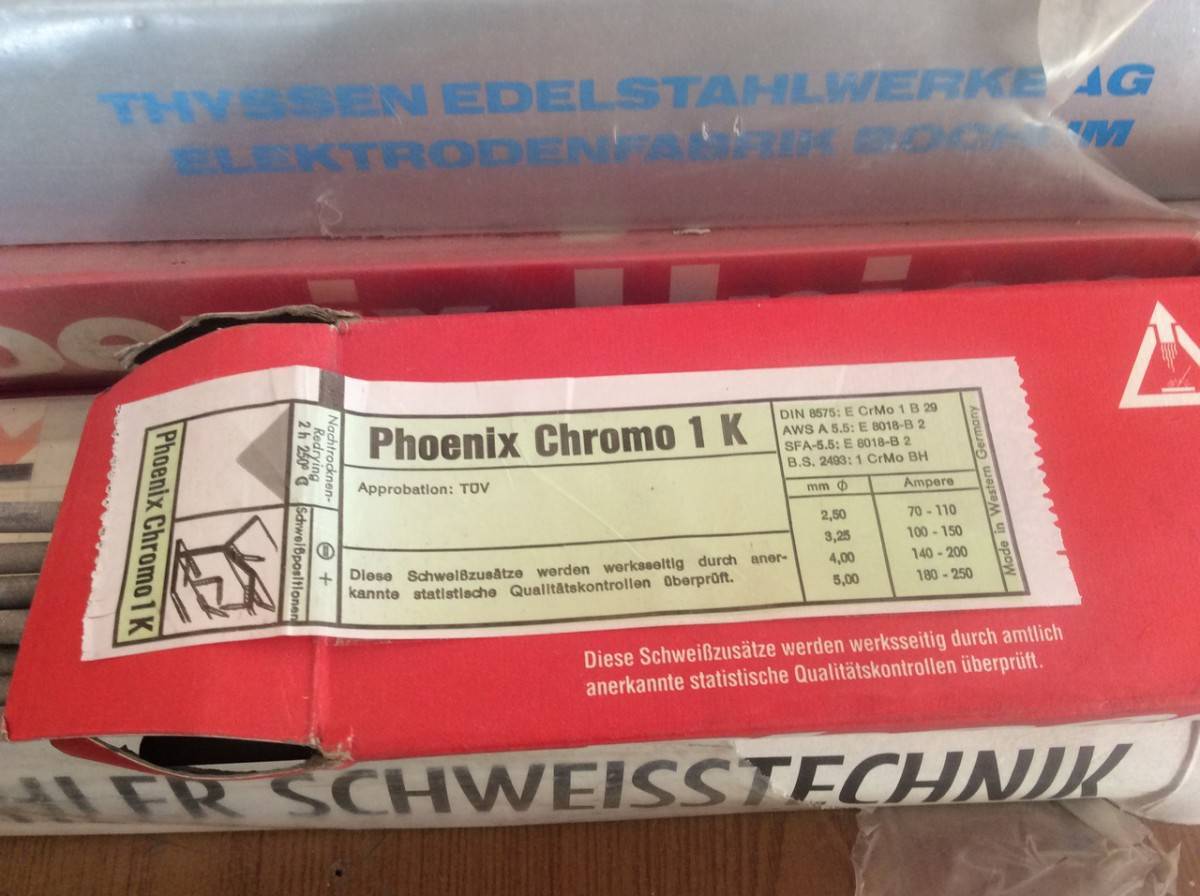 THYSSEN EDELSTAHLWERKE AG
ELEKTRODENFABRIK BOCHUM
Phoenix Chromo 1 K
Nachtrocknen-
Redrying
2 h 250° C
Schweißpositionen
⊖ +
Phoenix Chromo 1 K
Approbation: TÜV
Diese Schweißzusätze werden werksseitig durch aner-
kannte statistische Qualitätskontrollen überprüft.
DIN 8575: E CrMo 1 B 29
AWS A 5.5: E 8018-B 2
SFA-5.5: E 8018-B 2
B.S. 2493: 1 CrMo BH
mm Φ Ampere
2,50 70 - 110
3,25 100 - 150
4,00 140 - 200
5,00 180 - 250
Made in Western Germany
Diese Schweißzusätze werden werksseitig durch amtlich
anerkannte statistische Qualitätskontrollen überprüft.
SCHWEISSTECHNIK